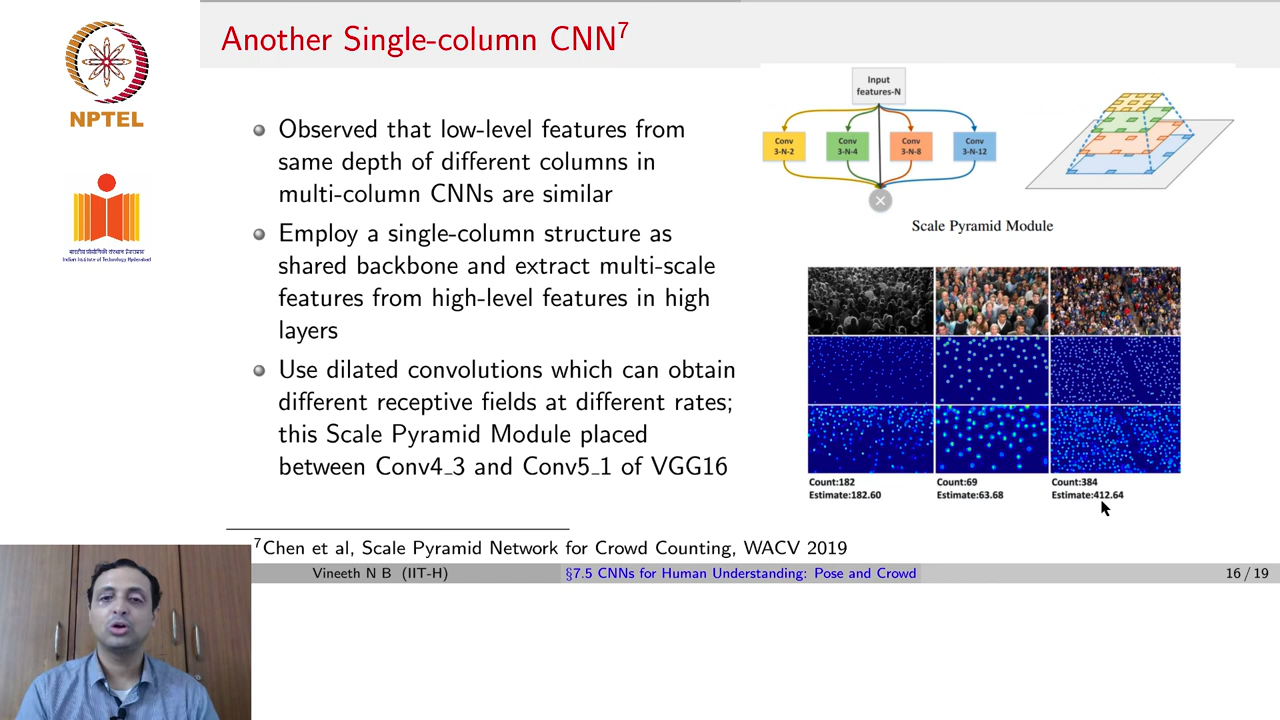 Another Single-column CNN7
NPTEL
Indian Institute of Technology Hyderabad
Observed that low-level features from
same depth of different columns in
multi-column CNNs are similar
Employ a single-column structure as
shared backbone and extract multi-scale
features from high-level features in high
layers
Use dilated convolutions which can obtain
different receptive fields at different rates;
this Scale Pyramid Module placed
between Conv4_3 and Conv5_1 of VGG16
Input
features-N
Conv
3-N-2
Conv
3-N-4
Conv
3-N-8
Conv
3-N-12
Scale Pyramid Module
Count:182
Estimate:182.60
Count:69
Estimate:63.68
Count:384
Estimate:412.64
7Chen et al, Scale Pyramid Network for Crowd Counting, WACV 2019
Vineeth N B (IIT-H)
§7.5 CNNs for Human Understanding: Pose and Crowd
16 / 19